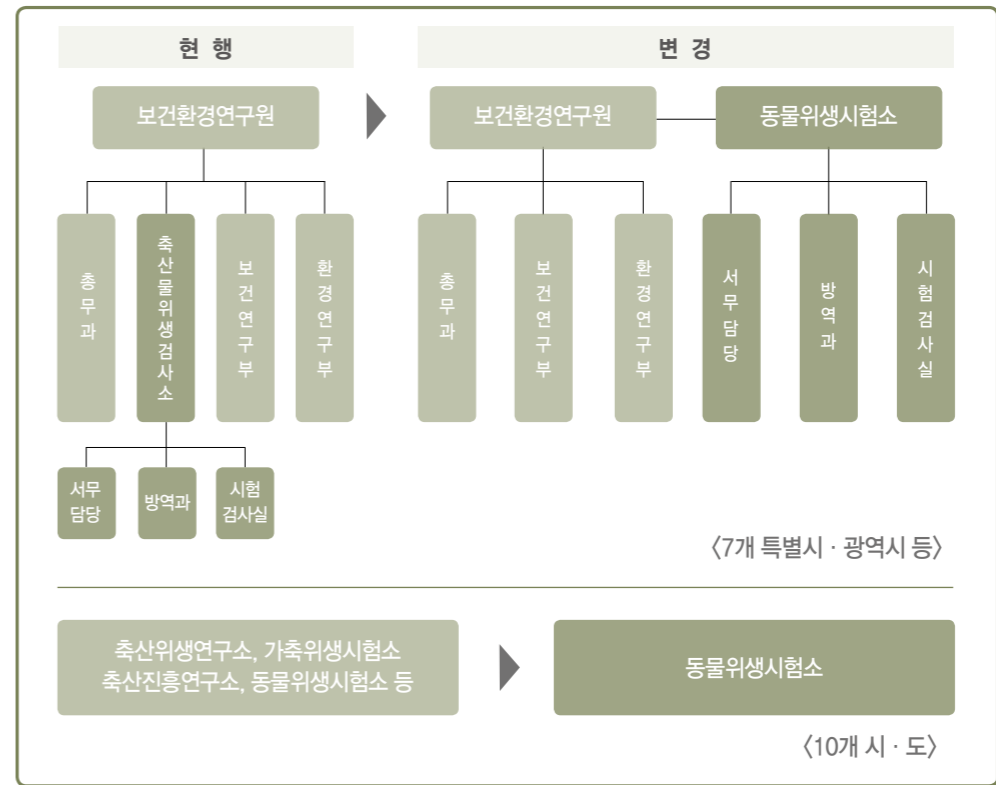 현 행
변 경
보건환경연구원
보건환경연구원
동물위생시험소
총무과
축산물위생검사소
보건연구부
환경연구부
총무과
보건연구부
환경연구부
서무담당
방역과
시험검사실
서무
담당
방역과
시험
검사실
〈7개 특별시 · 광역시 등〉
축산위생연구소, 가축위생시험소
축산진흥연구소, 동물위생시험소 등
동물위생시험소
〈10개 시 · 도〉